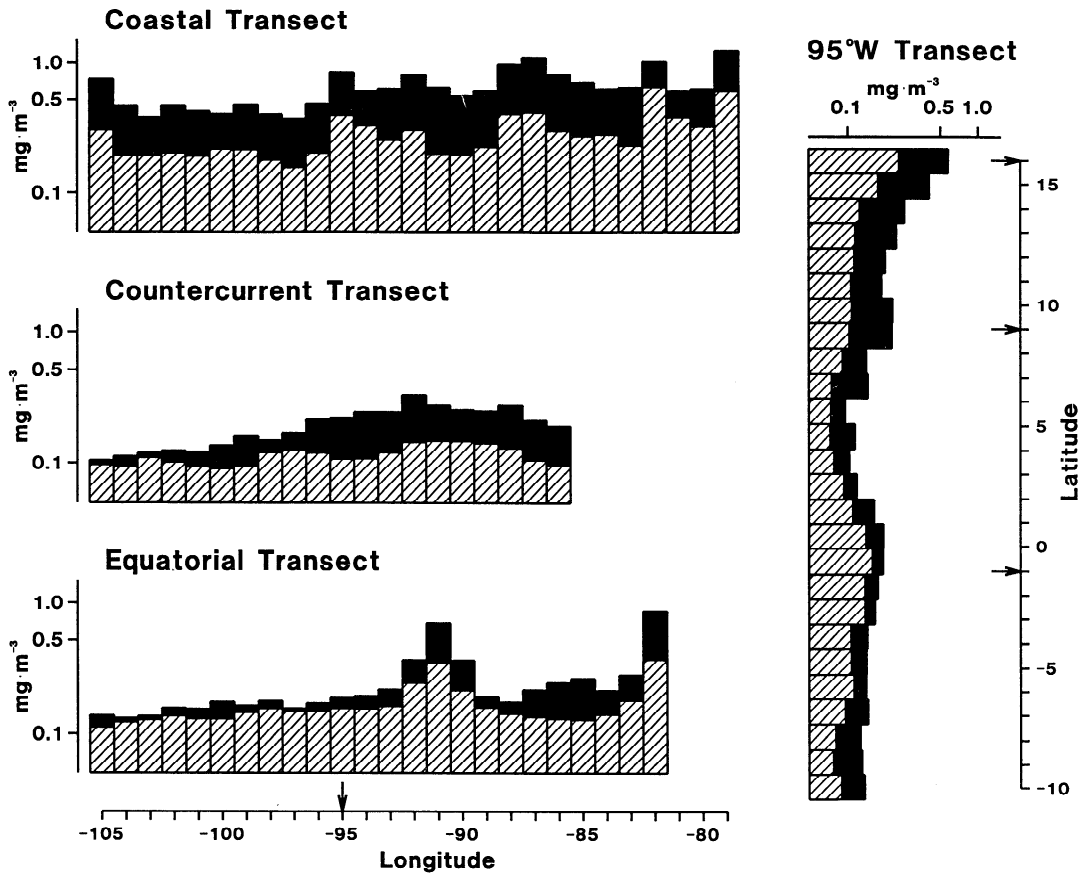 Coastal Transect
1.0
0.5
0.1
mg·m⁻³
Countercurrent Transect
1.0
0.5
0.1
mg·m⁻³
Equatorial Transect
1.0
0.5
0.1
mg·m⁻³
-105 -100 -95 -90 -85 -80
Longitude
95°W Transect
mg·m⁻³
0.1 0.5 1.0
15
10
5
0
-5
-10
Latitude